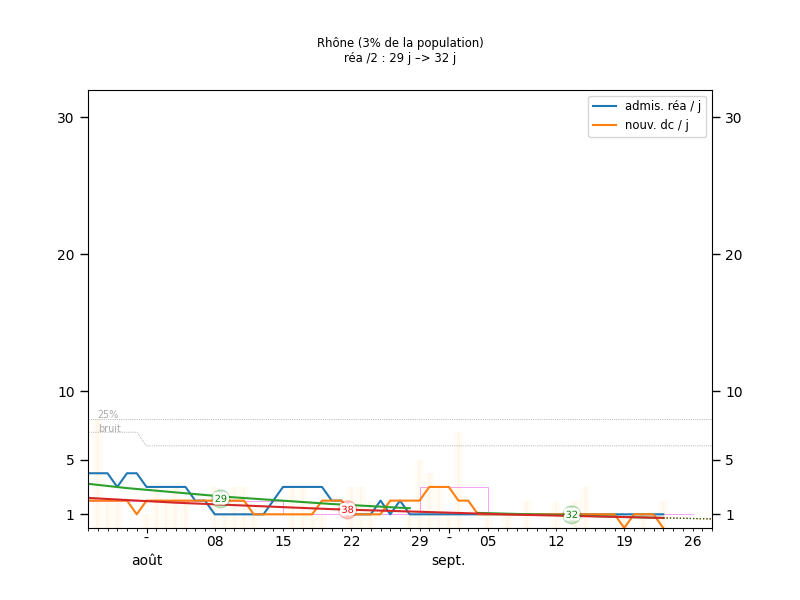 Rhône (3% de la population)
réa /2 : 29 j –> 32 j
admis. réa / j
nouv. dc / j
30
30
20
20
10
10
25%
bruit
5
5
29
38
32
1
1
- 08 15 22 29 - 05 12 19 26
août sept.